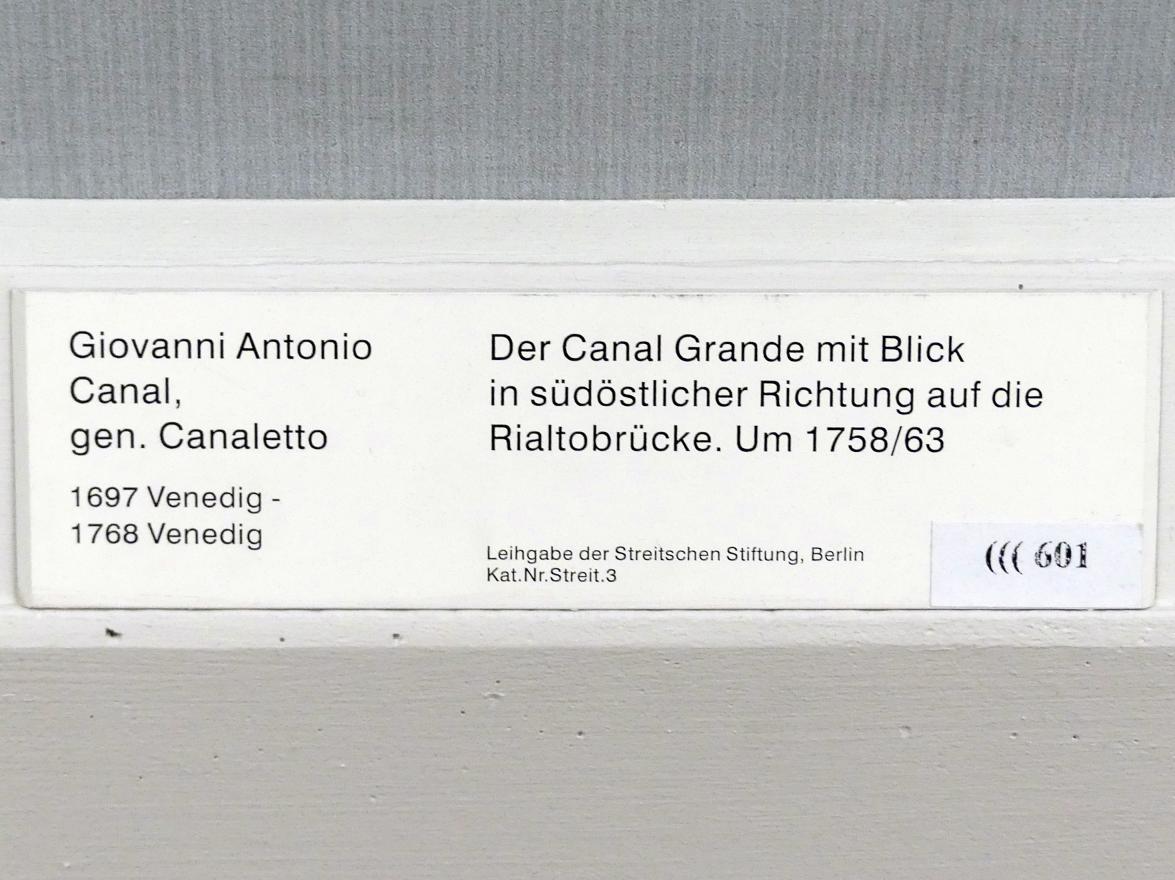 Giovanni Antonio
Canal,
gen. Canaletto
1697 Venedig -
1768 Venedig
Der Canal Grande mit Blick
in südöstlicher Richtung auf die
Rialtobrücke. Um 1758/63
Leihgabe der Streitschen Stiftung, Berlin
Kat.Nr.Streit.3
((( 601